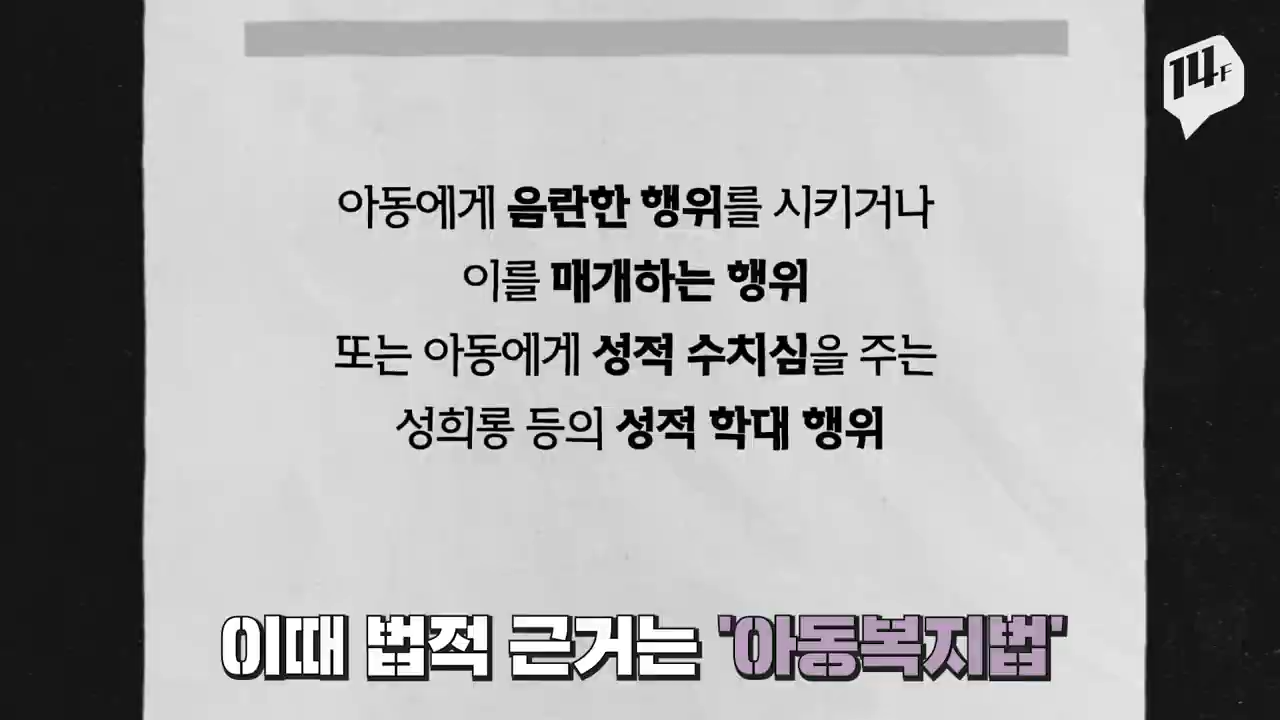 14F
아동에게 음란한 행위를 시키거나
이를 매개하는 행위
또는 아동에게 성적 수치심을 주는
성희롱 등의 성적 학대 행위
이때 법적 근거는 '아동복지법'